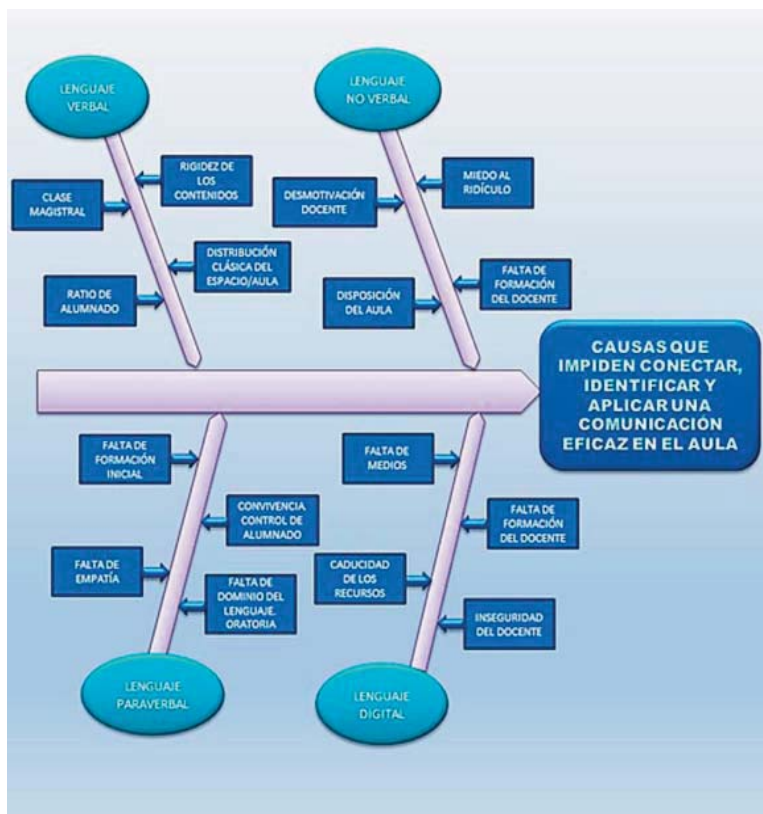 LENGUAJE
VERBAL
RIGIDEZ DE
LOS
CONTENIDOS
CLASE
MAGISTRAL
DISTRIBUCIÓN
CLÁSICA DEL
ESPACIO/AULA
RATIO DE
ALUMNADO
LENGUAJE
NO VERBAL
MIEDO AL
RIDÍCULO
DESMOTIVACIÓN
DOCENTE
FALTA DE
FORMACIÓN
DEL DOCENTE
DISPOSICIÓN
DEL AULA
CAUSAS QUE
IMPIDEN CONECTAR,
IDENTIFICAR Y
APLICAR UNA
COMUNICACIÓN
EFICAZ EN EL AULA
FALTA DE
FORMACIÓN
INICIAL
CONVIVENCIA
CONTROL DE
ALUMNADO
FALTA DE
EMPATÍA
FALTA DE
DOMINIO DEL
LENGUAJE.
ORATORIA
LENGUAJE
PARAVERBAL
FALTA DE
MEDIOS
FALTA DE
FORMACIÓN
DEL DOCENTE
CADUCIDAD
DE LOS
RECURSOS
INSEGURIDAD
DEL DOCENTE
LENGUAJE
DIGITAL